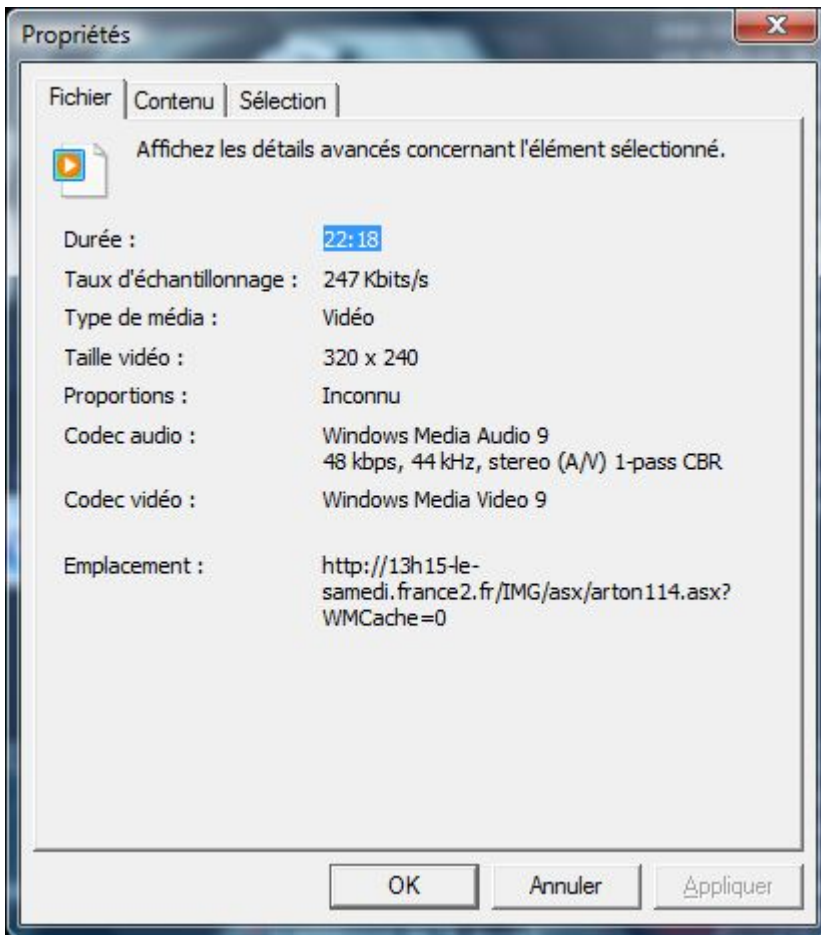 Propriétés
Fichier Contenu Sélection
Affichez les détails avancés concernant l'élément sélectionné.
Durée : 22:18
Taux d'échantillonnage : 247 Kbits/s
Type de média : Vidéo
Taille vidéo : 320 x 240
Proportions : Inconnu
Codec audio : Windows Media Audio 9
48 kbps, 44 kHz, stereo (A/V) 1-pass CBR
Codec vidéo : Windows Media Video 9
Emplacement : http://13h15-le-
samedi.france2.fr/IMG/asx/arton114.asx?
WMCache=0
OK Annuler Appliquer